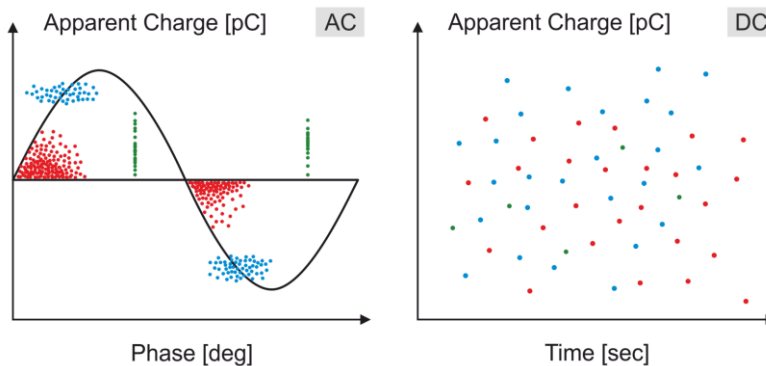 Apparent Charge [pC]
AC
Phase [deg]
Apparent Charge [pC]
DC
Time [sec]